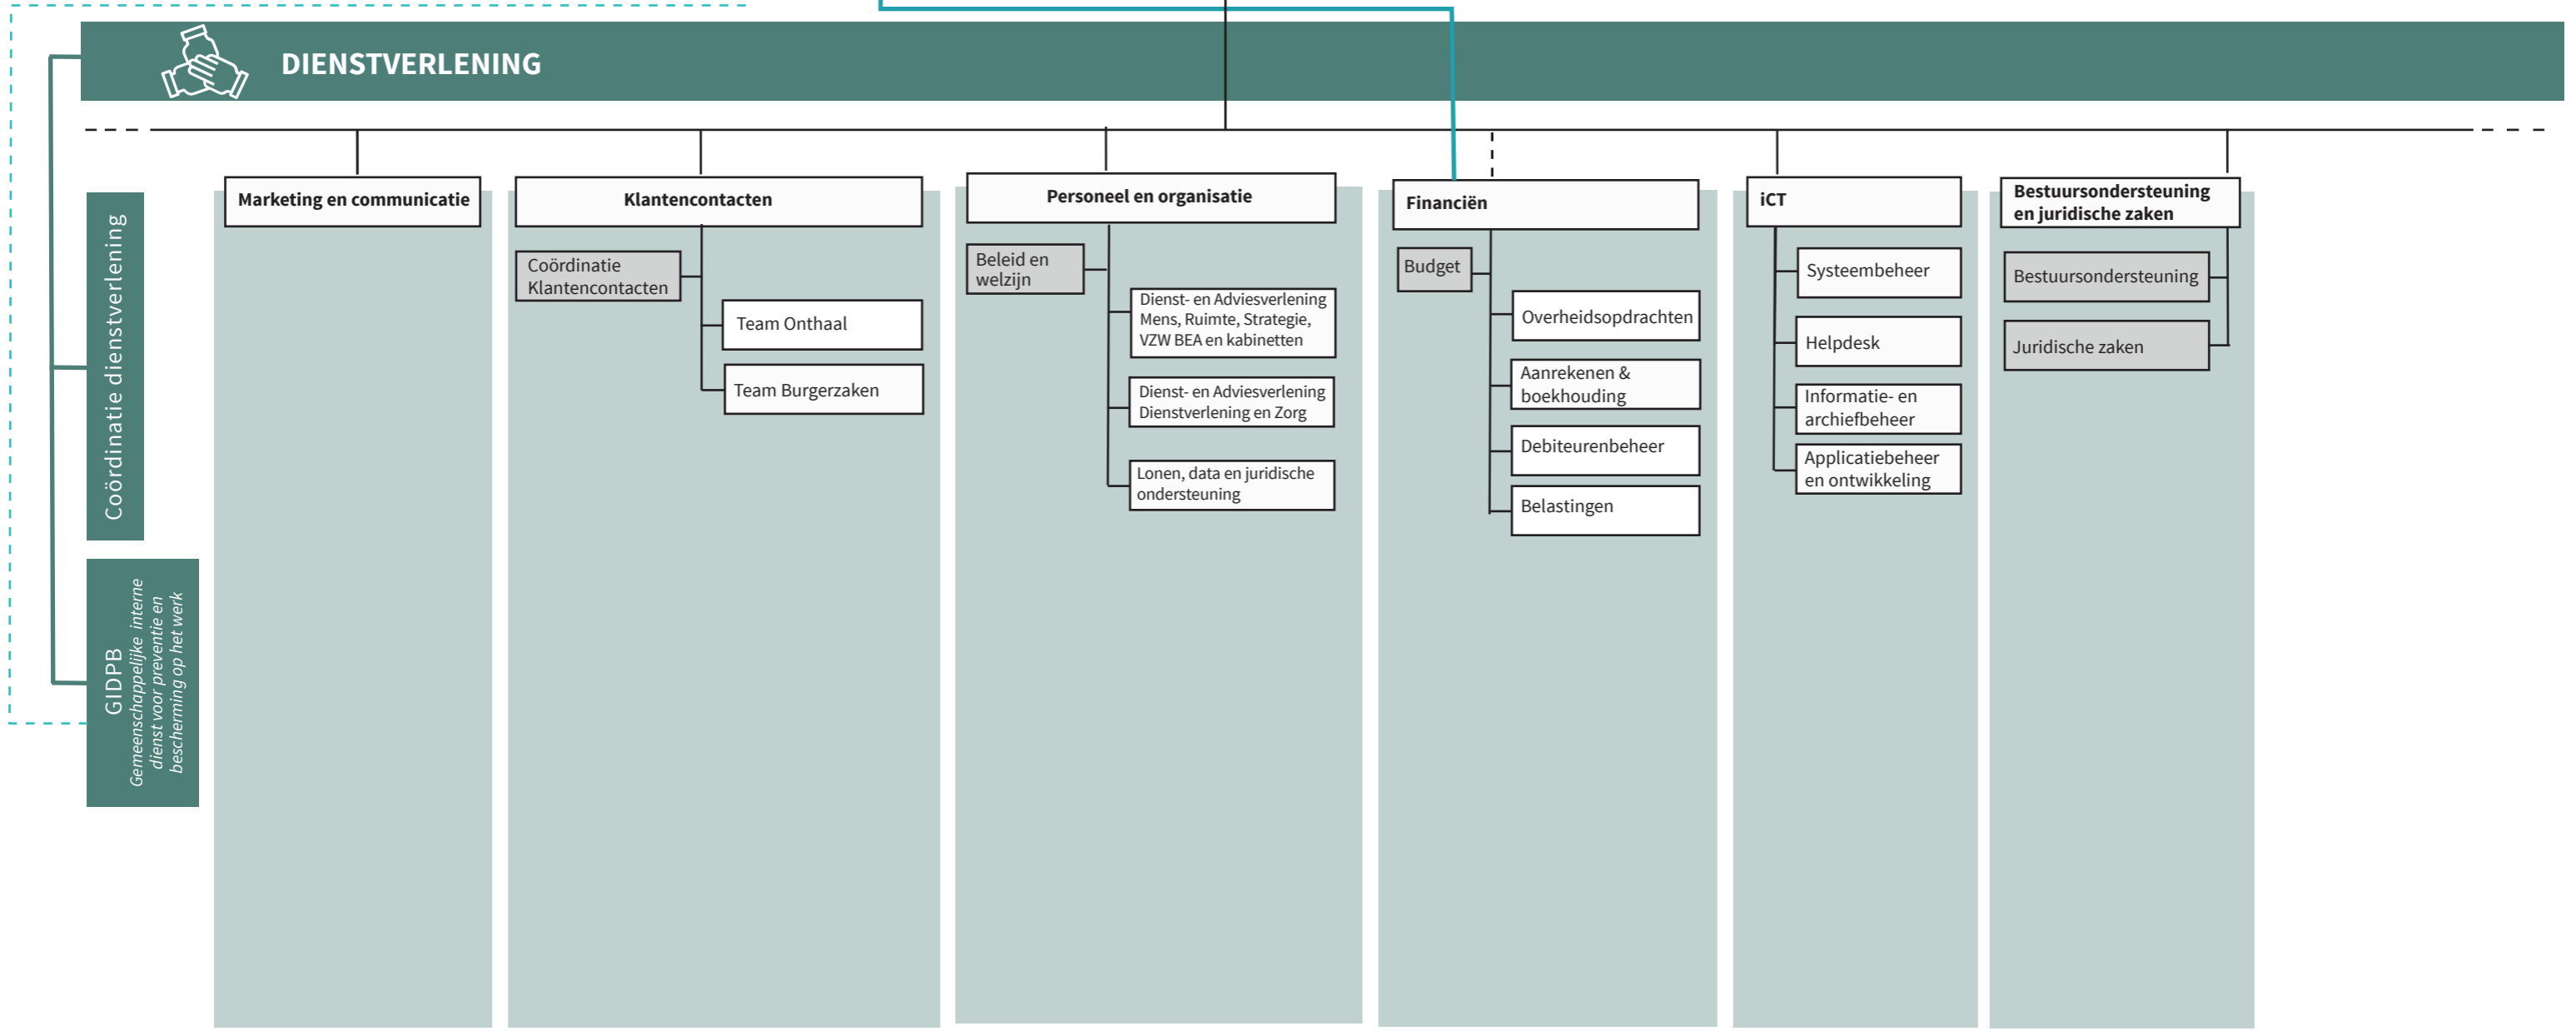 DIENSTVERLENING
Coördinatie dienstverlening
GIDPB
Gemeenschappelijke interne
dienst voor preventie en
bescherming op het werk
Marketing en communicatie
Klantencontacten
Coördinatie
Klantencontacten
Team Onthaal
Team Burgerzaken
Personeel en organisatie
Beleid en
welzijn
Dienst- en Adviesverlening
Mens, Ruimte, Strategie,
VZW BEA en kabinetten
Dienst- en Adviesverlening
Dienstverlening en Zorg
Lonen, data en juridische
ondersteuning
Financiën
Budget
Overheidsopdrachten
Aanrekenen &
boekhouding
Debiteurenbeheer
Belastingen
iCT
Systeembeheer
Helpdesk
Informatie- en
archiefbeheer
Applicatiebeheer
en ontwikkeling
Bestuursondersteuning
en juridische zaken
Bestuursondersteuning
Juridische zaken